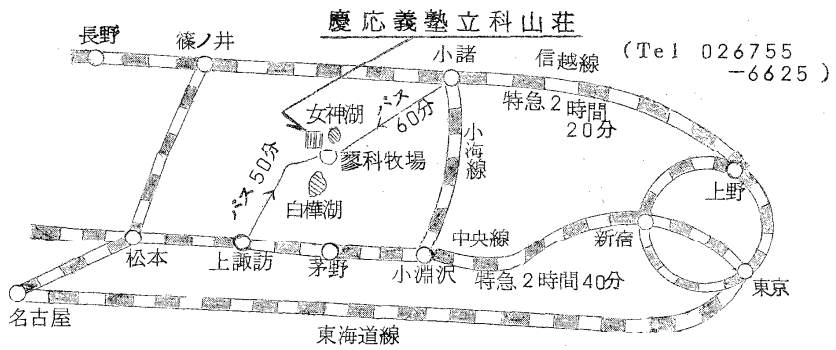 慶応義塾立科山荘
(Tel 026755
-6625)
長野
篠ノ井
小諸
信越線
特急2時間
20分
女神湖
バス60分
小海線
蓼科牧場
バス50分
白樺湖
上野
新宿
中央線
松本
上諏訪
茅野
小淵沢
特急2時間40分
東京
名古屋
東海道線